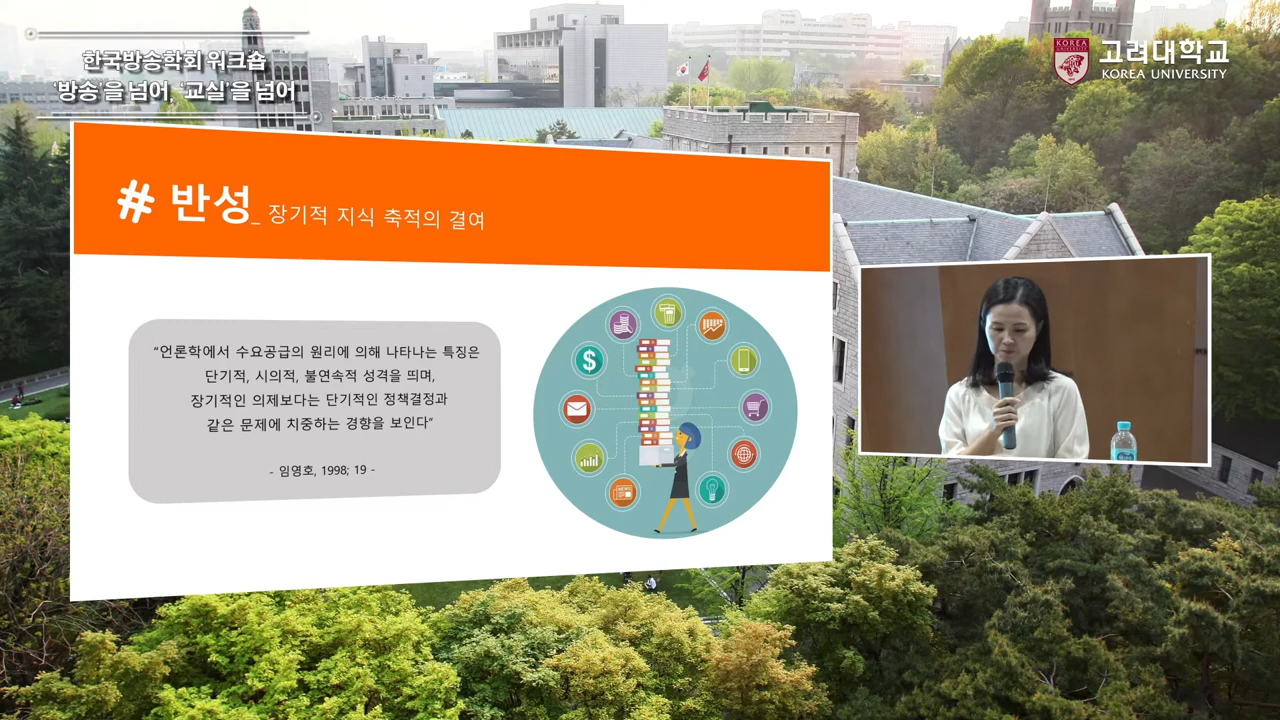 한국방송학회 워크숍
'방송'을 넘어, '교실'을 넘어
KOREA
고려대학교
KOREA UNIVERSITY
# 반성_ 장기적 지식 축적의 결여
“언론학에서 수요공급의 원리에 의해 나타나는 특징은
단기적, 시의적, 불연속적 성격을 띄며,
장기적인 의제보다는 단기적인 정책결정과
같은 문제에 치중하는 경향을 보인다”
- 임영호, 1998; 19 -
$
NEWS